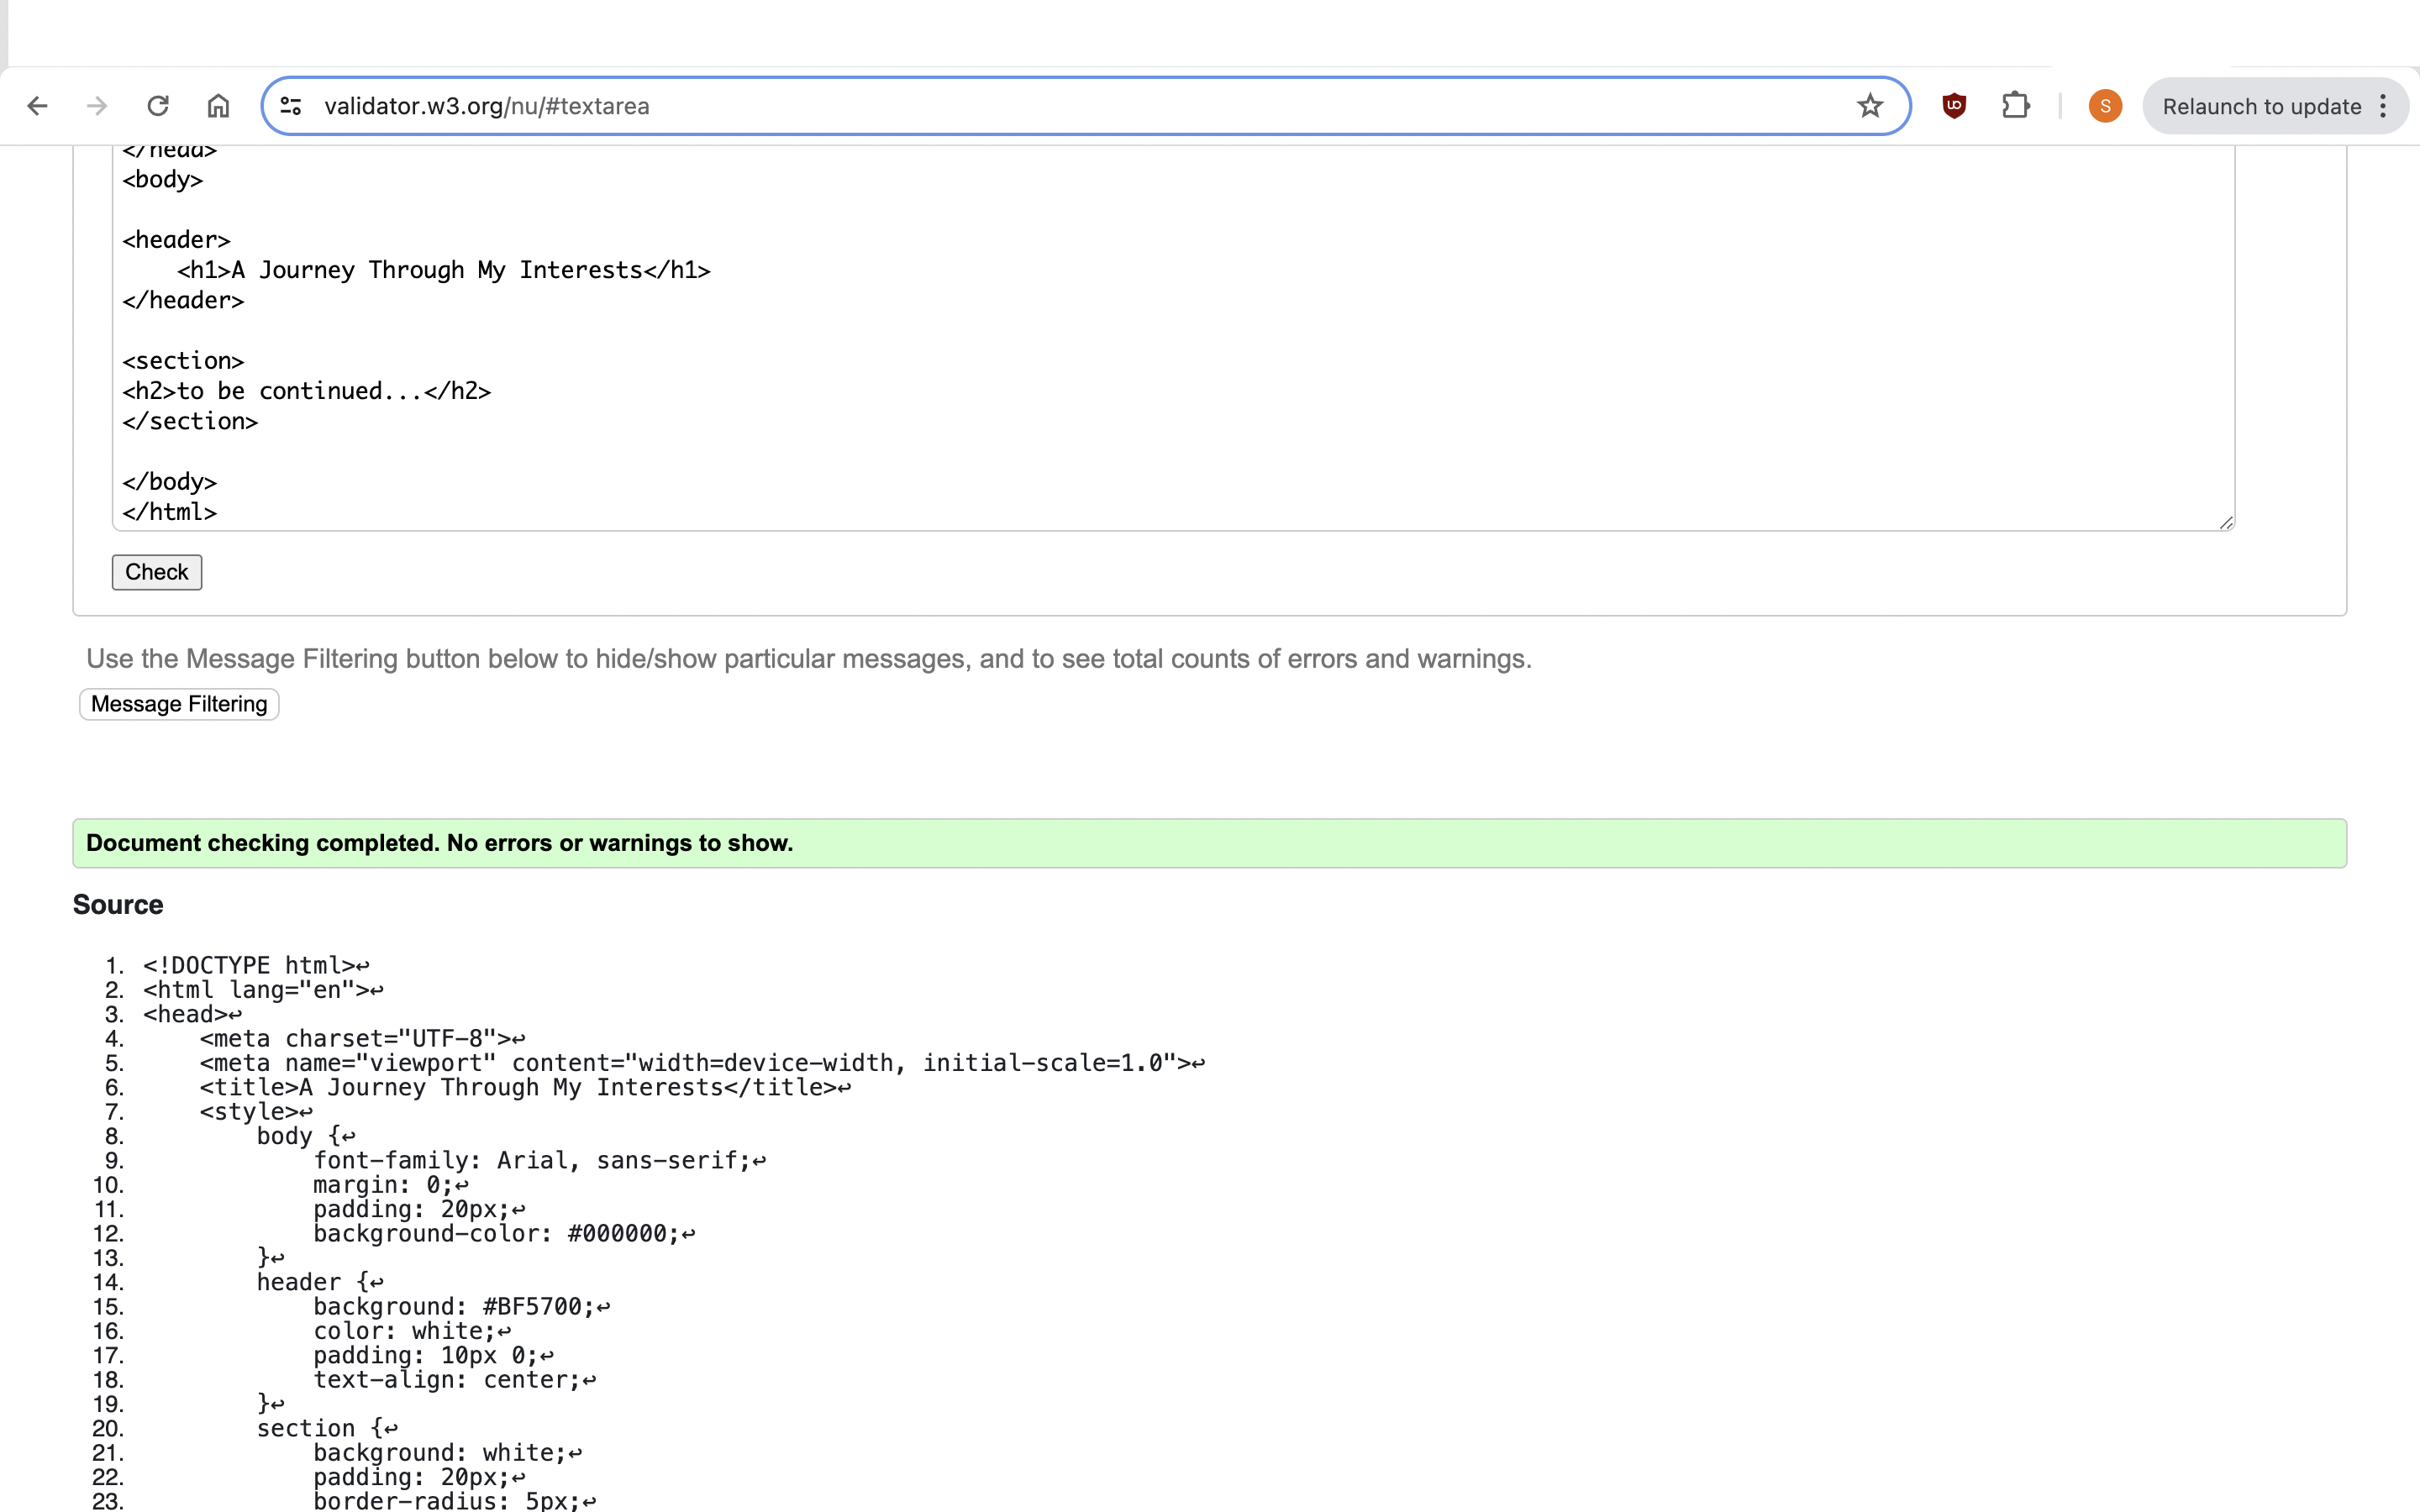 validator.w3.org/nu/#textarea
S
Relaunch to update
</head>
<body>
<header>
<h1>A Journey Through My Interests</h1>
</header>
<section>
<h2>to be continued...</h2>
</section>
</body>
</html>
Check
Use the Message Filtering button below to hide/show particular messages, and to see total counts of errors and warnings.
Message Filtering
Document checking completed. No errors or warnings to show.
Source
1. <!DOCTYPE html>↩
2. <html lang="en">↩
3. <head>↩
4. <meta charset="UTF-8">↩
5. <meta name="viewport" content="width=device-width, initial-scale=1.0">↩
6. <title>A Journey Through My Interests</title>↩
7. <style>↩
8. body {↩
9. font-family: Arial, sans-serif;↩
10. margin: 0;↩
11. padding: 20px;↩
12. background-color: #000000;↩
13. }↩
14. header {↩
15. background: #BF5700;↩
16. color: white;↩
17. padding: 10px 0;↩
18. text-align: center;↩
19. }↩
20. section {↩
21. background: white;↩
22. padding: 20px;↩
23. border-radius: 5px;↩